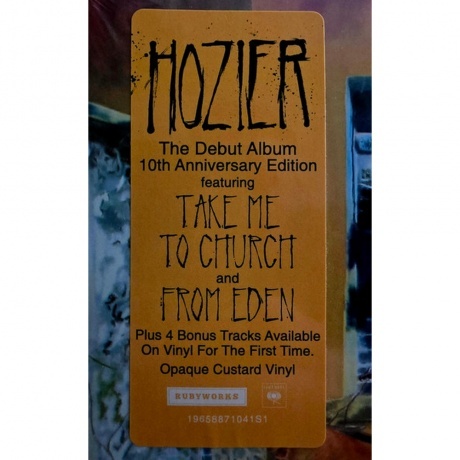 HOZIER
The Debut Album
10th Anniversary Edition
featuring
TAKE ME
TO CHURCH
and
FROM EDEN
Plus 4 Bonus Tracks Available
On Vinyl For The First Time.
Opaque Custard Vinyl
RUBYWORKS
19658871041S1